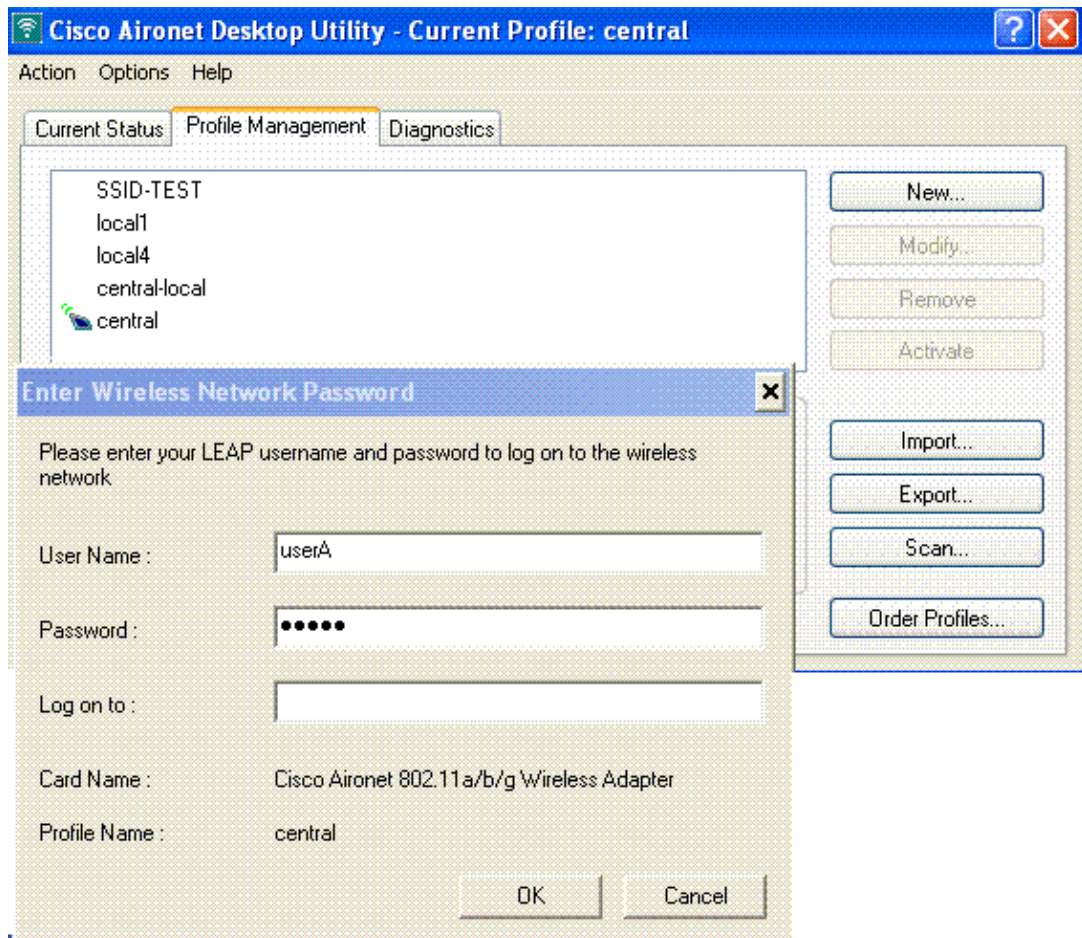 Cisco Aironet Desktop Utility - Current Profile: central
Action Options Help
Current Status Profile Management Diagnostics
SSID-TEST
local1
local4
central-local
central
New...
Modify...
Remove
Activate
Import...
Export...
Scan...
Order Profiles...
Enter Wireless Network Password
Please enter your LEAP username and password to log on to the wireless
network
User Name : userA
Password : •••••
Log on to :
Card Name : Cisco Aironet 802.11a/b/g Wireless Adapter
Profile Name : central
OK Cancel